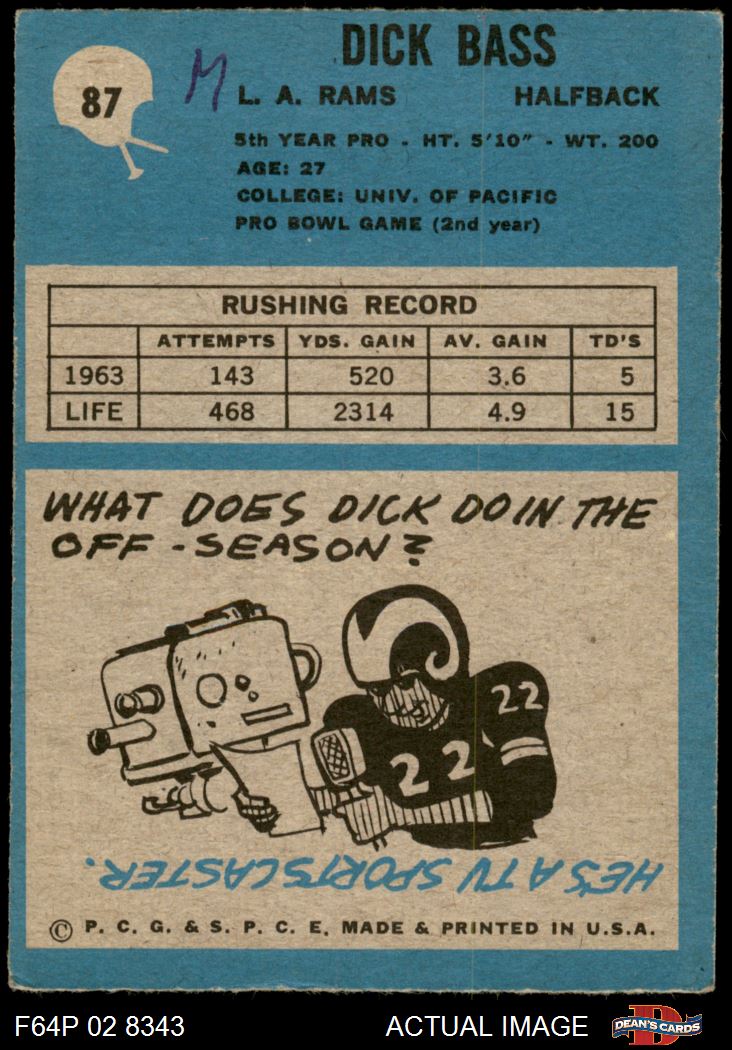 87
M
DICK BASS
L. A. RAMS HALFBACK
5th YEAR PRO - HT. 5'10" - WT. 200
AGE: 27
COLLEGE: UNIV. OF PACIFIC
PRO BOWL GAME (2nd year)
RUSHING RECORD
ATTEMPTS YDS. GAIN AV. GAIN TD'S
1963 143 520 3.6 5
LIFE 468 2314 4.9 15
WHAT DOES DICK DO IN THE
OFF-SEASON?
22
22
HE'S A TV SPORTSCASTER.
© P. C. G. & S. P. C. E. MADE & PRINTED IN U.S.A.
F64P 02 8343 ACTUAL IMAGE D DEAN'S CARDS